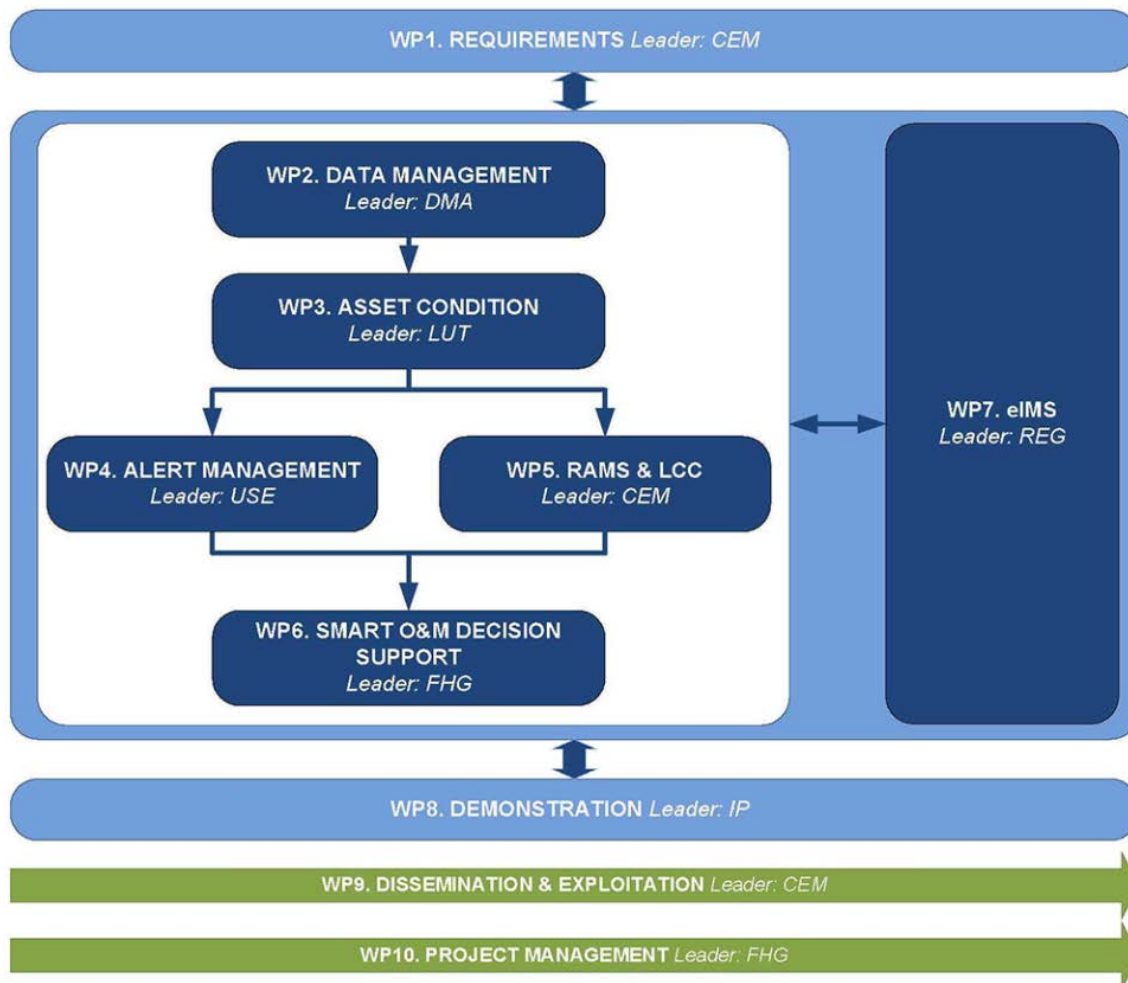 WP1. REQUIREMENTS Leader: CEM
WP2. DATA MANAGEMENT
Leader: DMA
WP3. ASSET CONDITION
Leader: LUT
WP4. ALERT MANAGEMENT
Leader: USE
WP5. RAMS & LCC
Leader: CEM
WP6. SMART O&M DECISION
SUPPORT
Leader: FHG
WP7. eIMS
Leader: REG
WP8. DEMONSTRATION Leader: IP
WP9. DISSEMINATION & EXPLOITATION Leader: CEM
WP10. PROJECT MANAGEMENT Leader: FHG